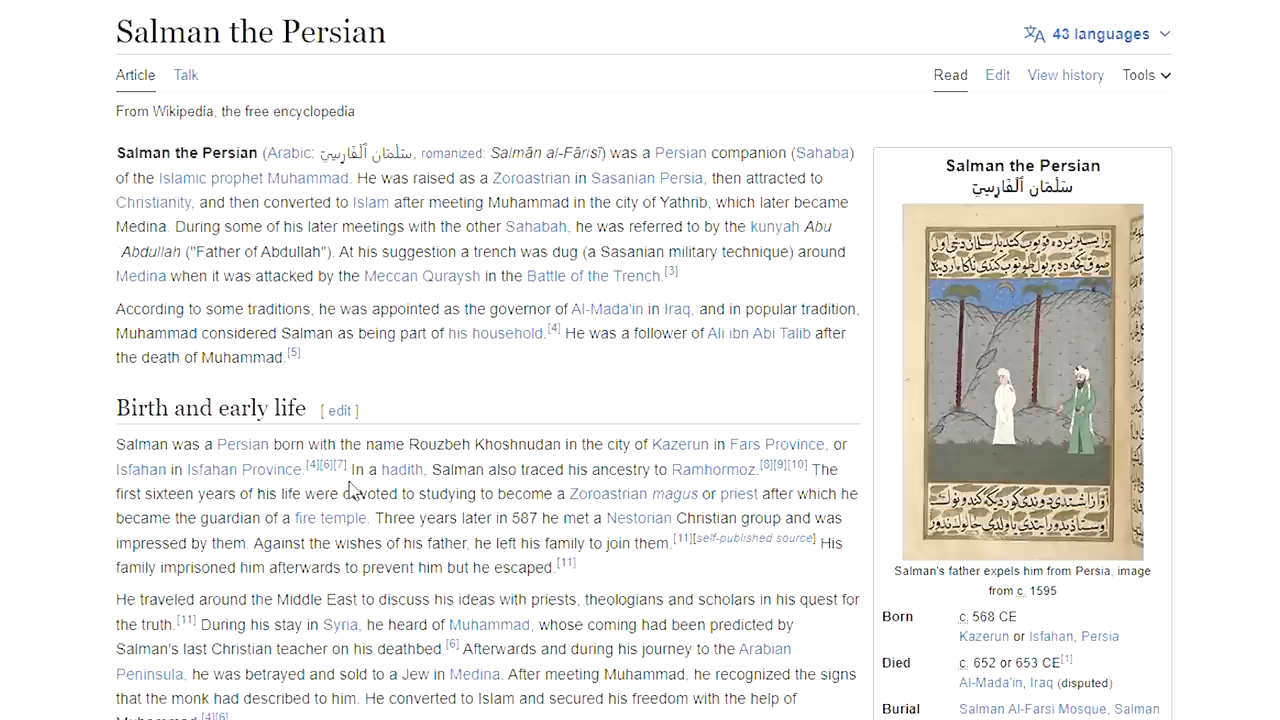 Salman the Persian
43 languages
Article Talk
Read Edit View history Tools
From Wikipedia, the free encyclopedia
Salman the Persian (Arabic: سَلْمَان ٱلْفَارِسِيّ, romanized: Salmān al-Fārisī) was a Persian companion (Sahaba)
of the Islamic prophet Muhammad. He was raised as a Zoroastrian in Sasanian Persia, then attracted to
Christianity, and then converted to Islam after meeting Muhammad in the city of Yathrib, which later became
Medina. During some of his later meetings with the other Sahabah, he was referred to by the kunyah Abu
ʿAbdullah ("Father of Abdullah"). At his suggestion a trench was dug (a Sasanian military technique) around
Medina when it was attacked by the Meccan Quraysh in the Battle of the Trench.[3]
According to some traditions, he was appointed as the governor of Al-Mada'in in Iraq, and in popular tradition,
Muhammad considered Salman as being part of his household.[4] He was a follower of Ali ibn Abi Talib after
the death of Muhammad.[5]
Birth and early life [ edit ]
Salman was a Persian born with the name Rouzbeh Khoshnudan in the city of Kazerun in Fars Province, or
Isfahan in Isfahan Province.[4][6][7] In a hadith, Salman also traced his ancestry to Ramhormoz.[8][9][10] The
first sixteen years of his life were devoted to studying to become a Zoroastrian magus or priest after which he
became the guardian of a fire temple. Three years later in 587 he met a Nestorian Christian group and was
impressed by them. Against the wishes of his father, he left his family to join them.[11][self-published source] His
family imprisoned him afterwards to prevent him but he escaped.[11]
He traveled around the Middle East to discuss his ideas with priests, theologians and scholars in his quest for
the truth.[11] During his stay in Syria, he heard of Muhammad, whose coming had been predicted by
Salman's last Christian teacher on his deathbed.[6] Afterwards and during his journey to the Arabian
Peninsula, he was betrayed and sold to a Jew in Medina. After meeting Muhammad, he recognized the signs
that the monk had described to him. He converted to Islam and secured his freedom with the help of
Muhammad.[4][6]
Salman the Persian
سَلْمَان ٱلْفَارِسِيّ
Salman's father expels him from Persia, image
from c. 1595
Born c. 568 CE
Kazerun or Isfahan, Persia
Died c. 652 or 653 CE[1]
Al-Mada'in, Iraq (disputed)
Burial Salman Al-Farsi Mosque, Salman